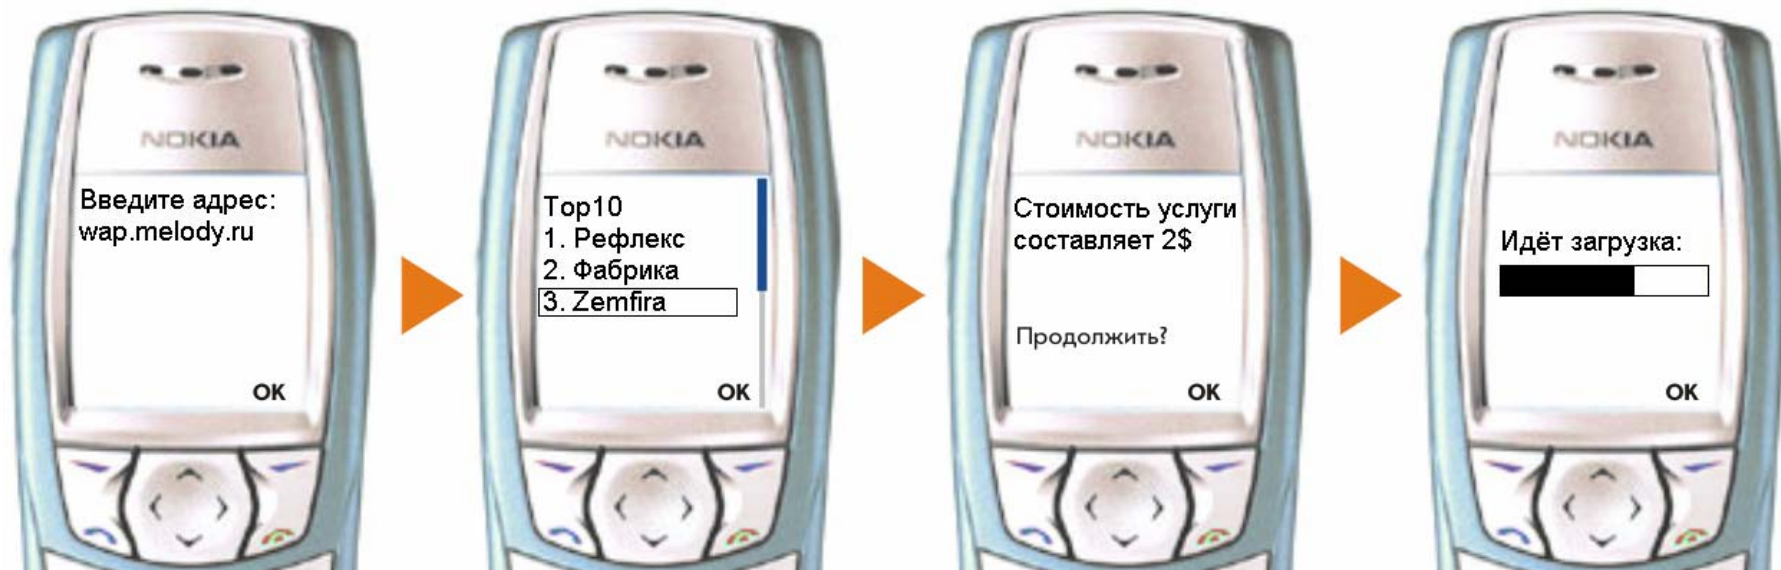 NOKIA
Введите адрес:
wap.melody.ru
OK
NOKIA
Top10
1. Рефлекс
2. Фабрика
3. Zemfira
OK
NOKIA
Стоимость услуги
составляет 2$
Продолжить?
OK
NOKIA
Идёт загрузка:
OK